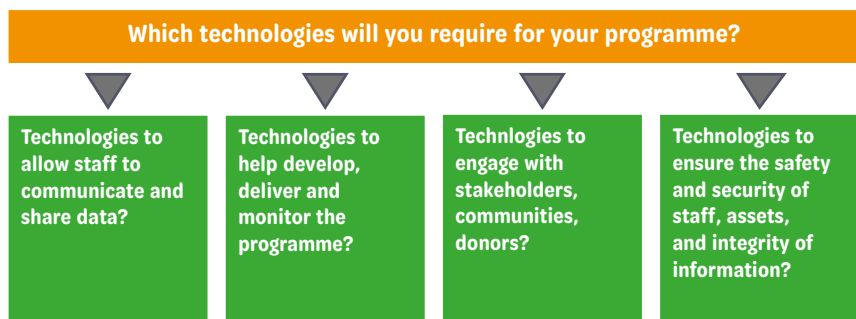 Which technologies will you require for your programme?
Technologies to
allow staff to
communicate and
share data?
Technologies to
help develop,
deliver and
monitor the
programme?
Technlogies to
engage with
stakeholders,
communities,
donors?
Technologies to
ensure the safety
and security of
staff, assets,
and integrity of
information?